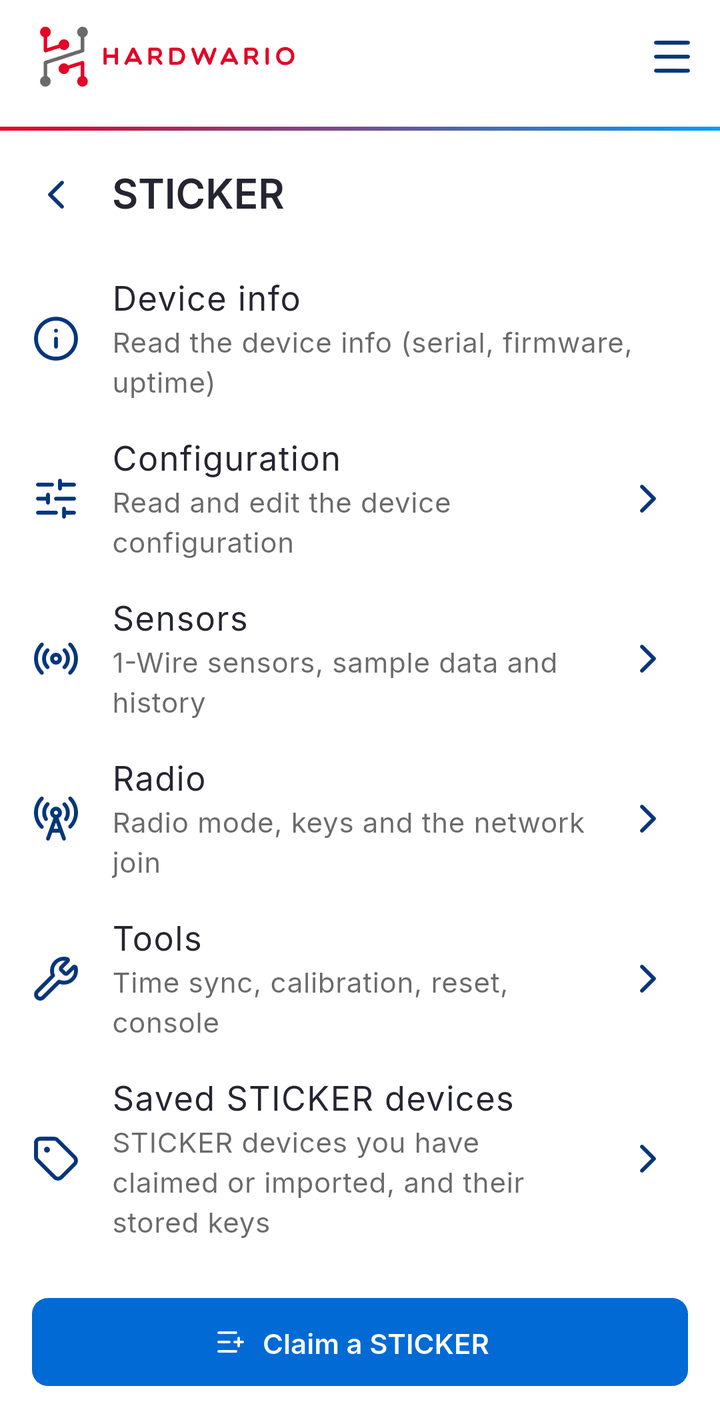 HARDWARIO
STICKER
Device info
Read the device info (serial, firmware,
uptime)
Configuration
Read and edit the device
configuration
Sensors
1-Wire sensors, sample data and
history
Radio
Radio mode, keys and the network
join
Tools
Time sync, calibration, reset,
console
Saved STICKER devices
STICKER devices you have
claimed or imported, and their
stored keys
Claim a STICKER